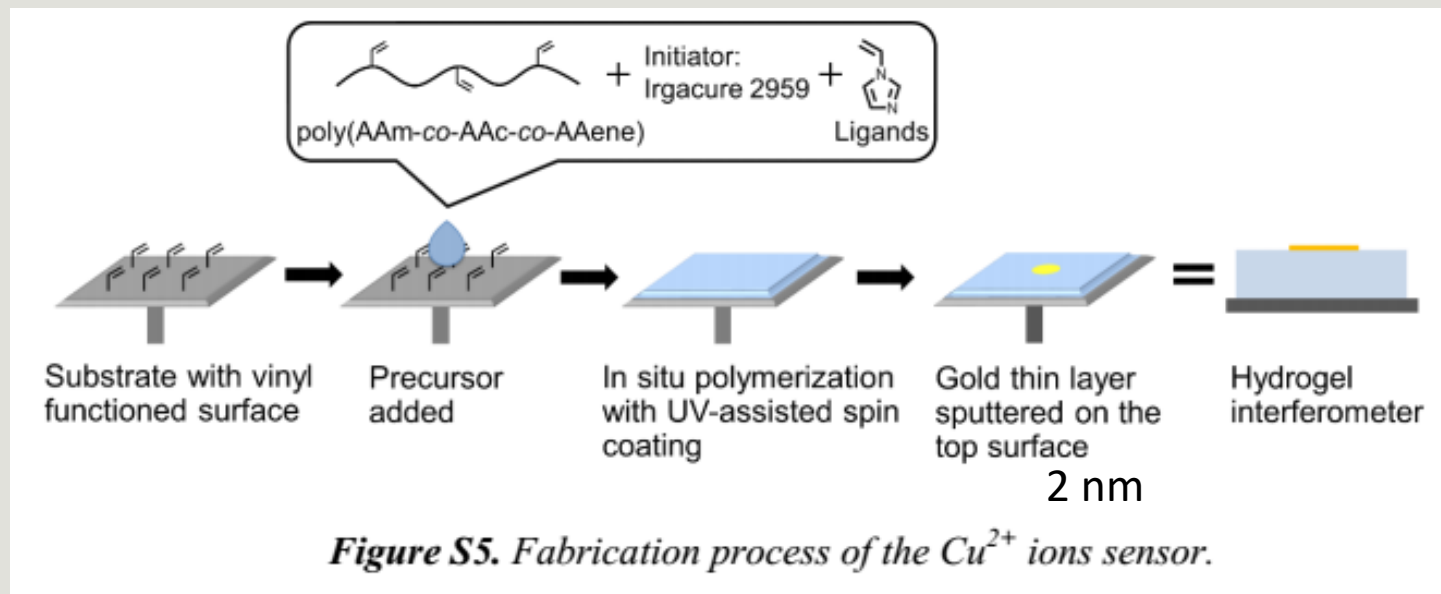 Initiator:
+ Irgacure 2959 +
N
N
poly(AAm-co-AAc-co-AAene) Ligands
=
Substrate with vinyl
functioned surface
Precursor
added
In situ polymerization
with UV-assisted spin
coating
Gold thin layer
sputtered on the
top surface
2 nm
Hydrogel
interferometer
Figure S5. Fabrication process of the Cu²⁺ ions sensor.